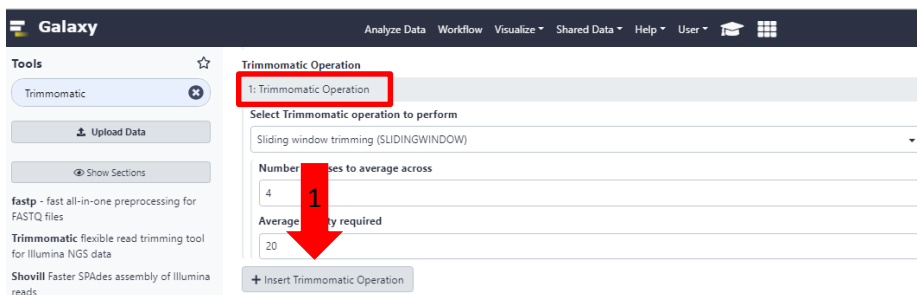 Galaxy
Analyze Data Workflow Visualize Shared Data Help User
Tools
Trimmomatic
Upload Data
Show Sections
fastp - fast all-in-one preprocessing for
FASTQ files
Trimmomatic flexible read trimming tool
for Illumina NGS data
Shovill Faster SPAdes assembly of Illumina
reads
Trimmomatic Operation
1: Trimmomatic Operation
Select Trimmomatic operation to perform
Sliding window trimming (SLIDINGWINDOW)
Number ses to average across
4
1
Average ty required
20
+ Insert Trimmomatic Operation